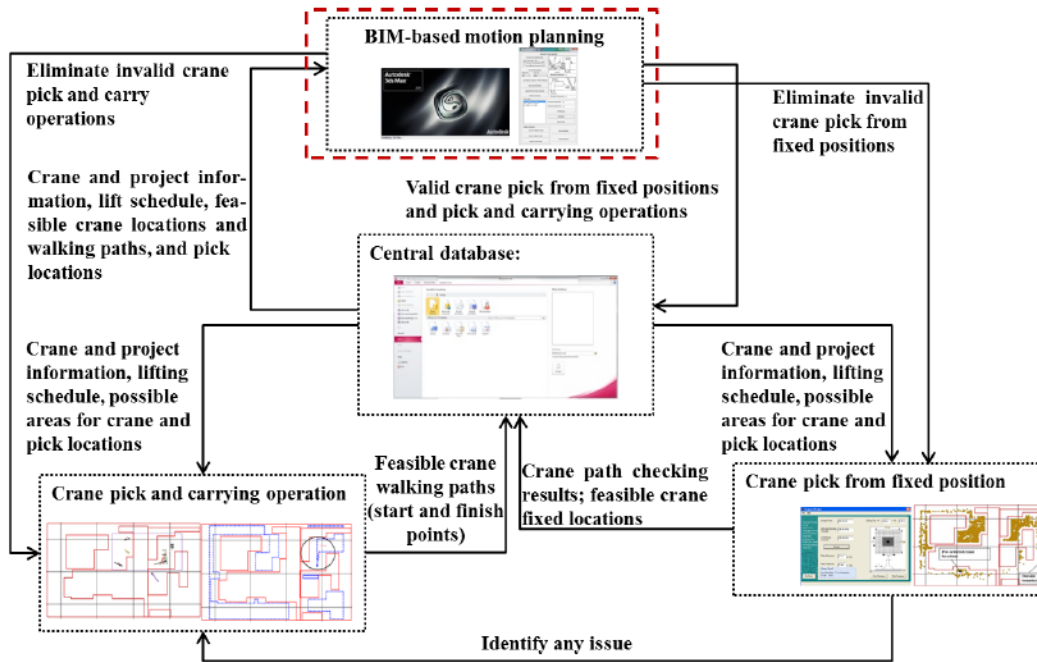 BIM-based motion planning
Autodesk
3ds Max
Autodesk
Eliminate invalid crane
pick and carry
operations
Eliminate invalid
crane pick from
fixed positions
Crane and project infor-
mation, lift schedule, fea-
sible crane locations and
walking paths, and pick
locations
Valid crane pick from fixed positions
and pick and carrying operations
Central database:
Crane and project
information, lifting
schedule, possible
areas for crane and
pick locations
Crane and project
information, lifting
schedule, possible
areas for crane and
pick locations
Feasible crane
walking paths
(start and finish
points)
Crane path checking
results; feasible crane
fixed locations
Crane pick and carrying operation
Crane pick from fixed position
Identify any issue